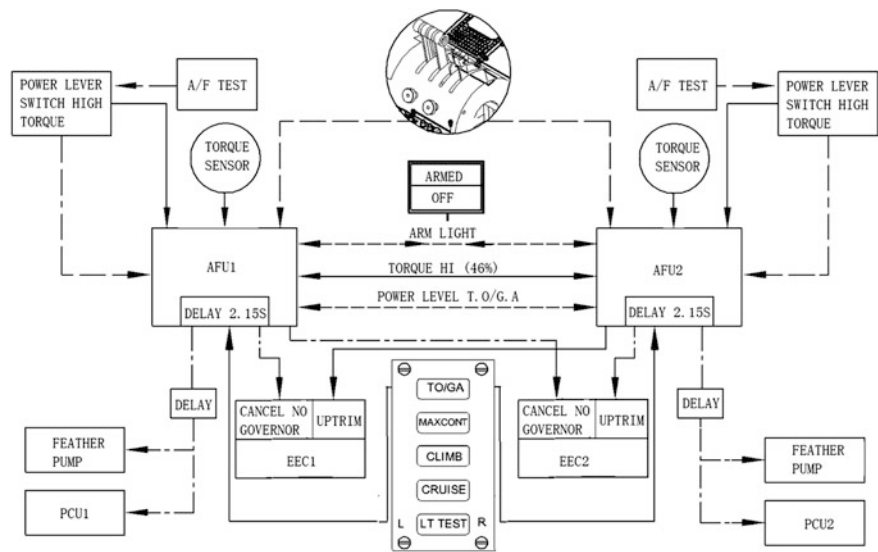 A/F TEST
POWER LEVER
SWITCH HIGH
TORQUE
TORQUE
SENSOR
A/F TEST
POWER LEVER
SWITCH HIGH
TORQUE
TORQUE
SENSOR
ARMED
OFF
ARM LIGHT
AFU1
TORQUE HI (46%)
AFU2
POWER LEVEL T.O/G.A
DELAY 2.15S
DELAY 2.15S
DELAY
CANCEL NO
GOVERNOR
UPTRIM
EEC1
TO/GA
MAXCONT
CLIMB
CRUISE
L
LT TEST
R
CANCEL NO
GOVERNOR
UPTRIM
EEC2
DELAY
FEATHER
PUMP
PCU1
FEATHER
PUMP
PCU2